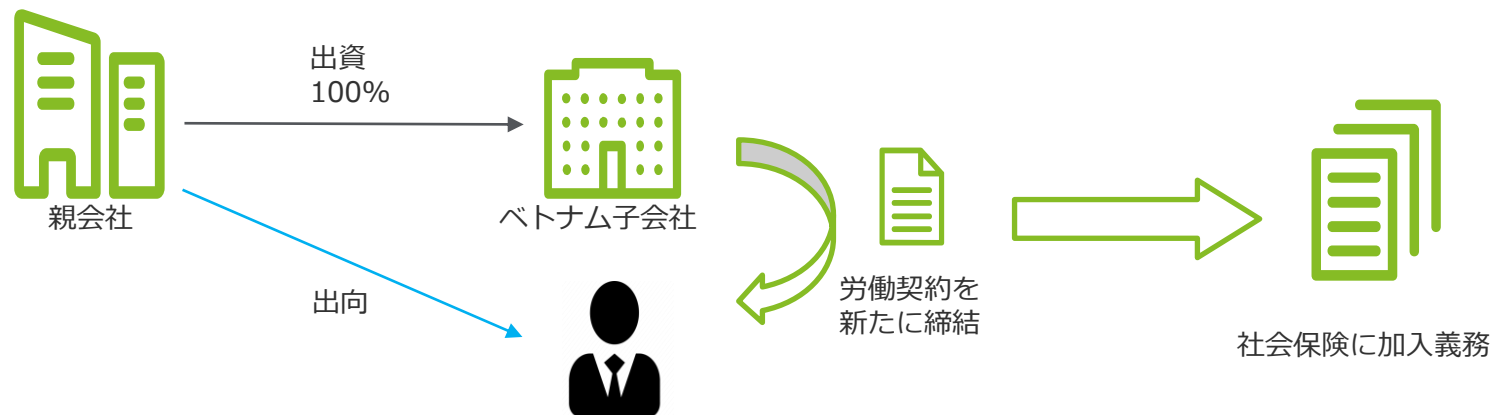 出資
100%
親会社
ベトナム子会社
出向
労働契約を
新たに締結
社会保険に加入義務